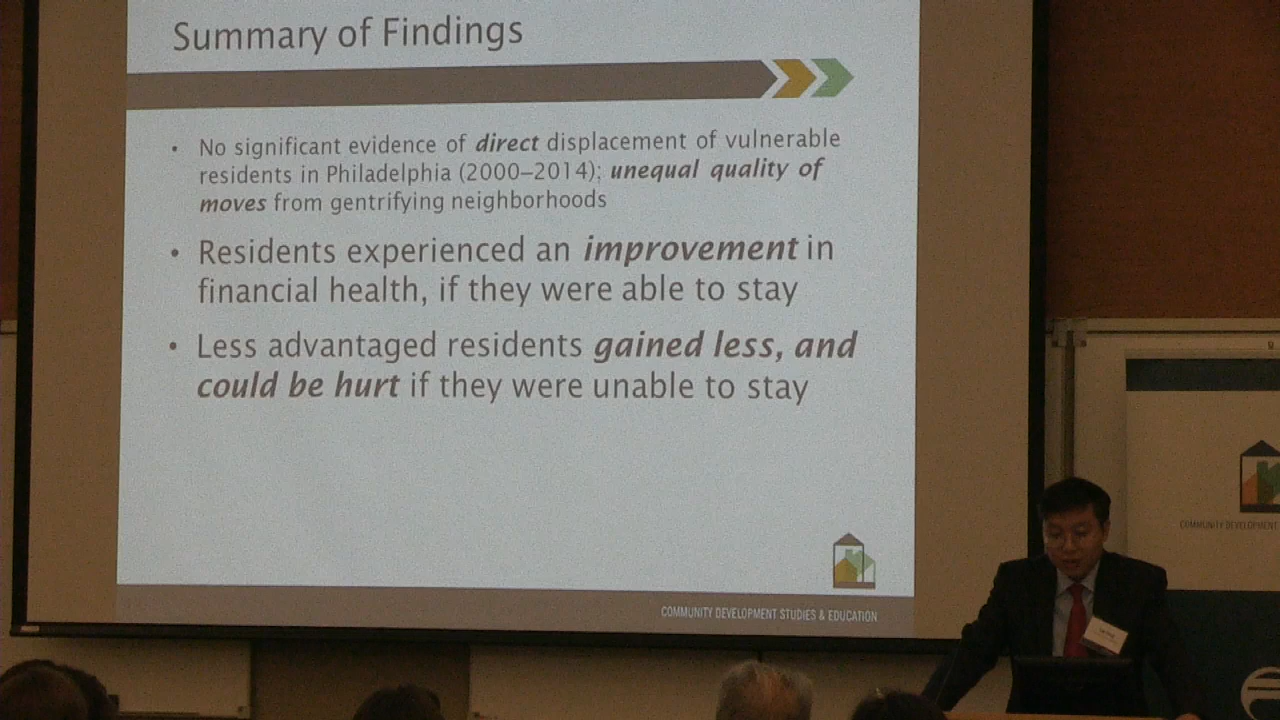 Summary of Findings
• No significant evidence of direct displacement of vulnerable
residents in Philadelphia (2000–2014); unequal quality of
moves from gentrifying neighborhoods
• Residents experienced an improvement in
financial health, if they were able to stay
• Less advantaged residents gained less, and
could be hurt if they were unable to stay
COMMUNITY DEVELOPMENT STUDIES & EDUCATION
COMMUNITY DEVELOPMENT